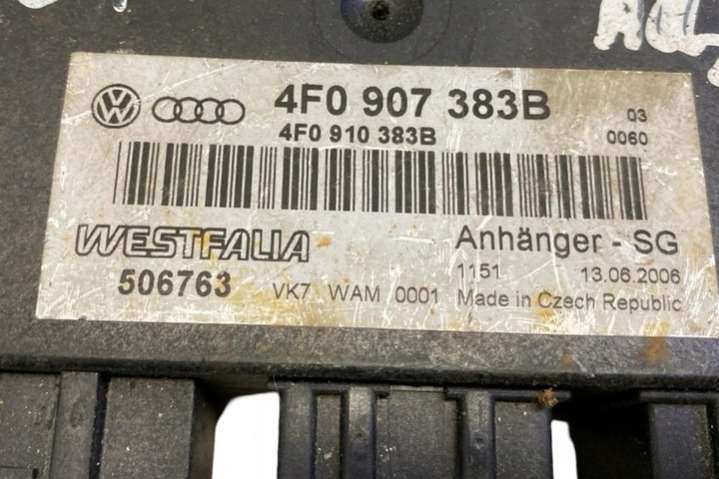 4F0 907 383B 03
4F0 910 383B 0060
WESTFALIA Anhänger - SG
506763 1151 13.06.2006
VK7 WAM 0001 Made in Czech Republic